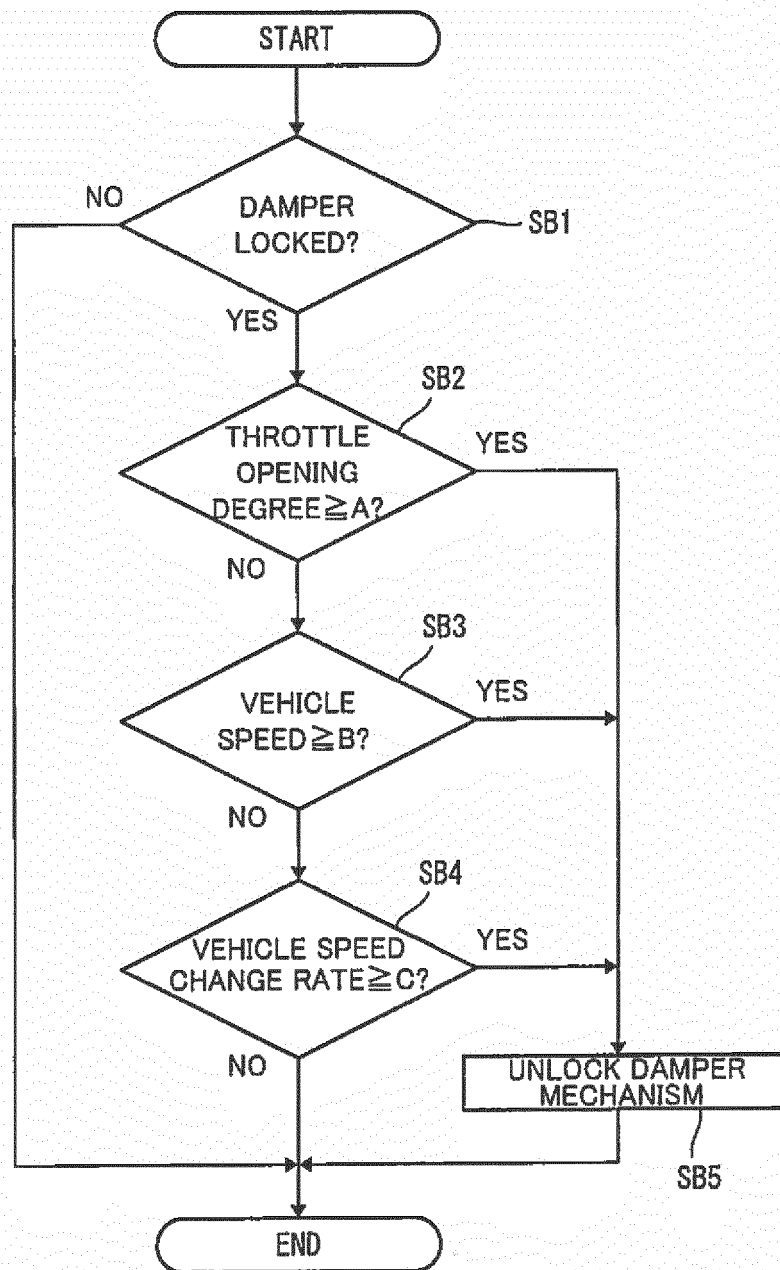 START
NO
DAMPER
LOCKED?
SB1
YES
SB2
THROTTLE
OPENING
DEGREE≧A?
YES
NO
SB3
VEHICLE
SPEED≧B?
YES
NO
SB4
VEHICLE SPEED
CHANGE RATE≧C?
YES
NO
UNLOCK DAMPER
MECHANISM
SB5
END